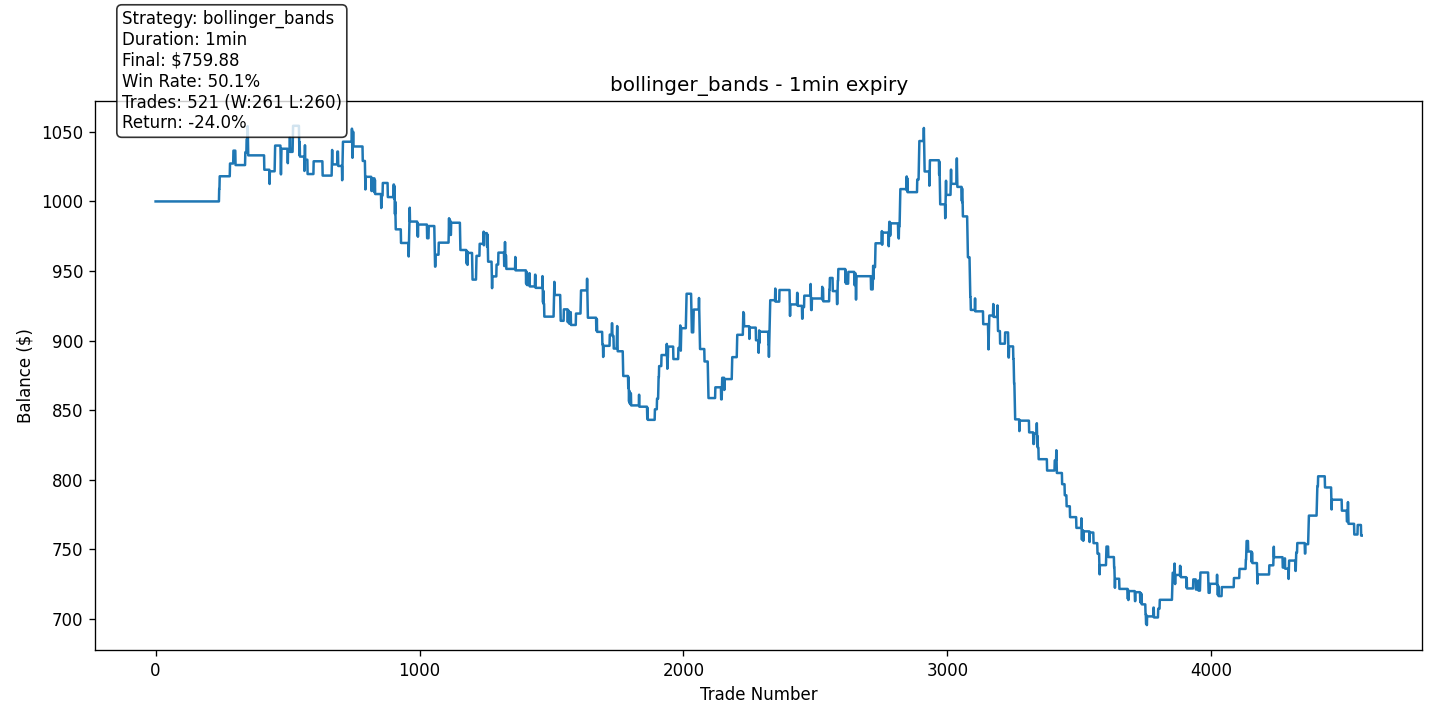 Strategy: bollinger_bands
Duration: 1min
Final: $759.88
Win Rate: 50.1%
Trades: 521 (W:261 L:260)
Return: -24.0%
bollinger_bands - 1min expiry
Balance ($)
1050
1000
950
900
850
800
750
700
0 1000 2000 3000 4000
Trade Number